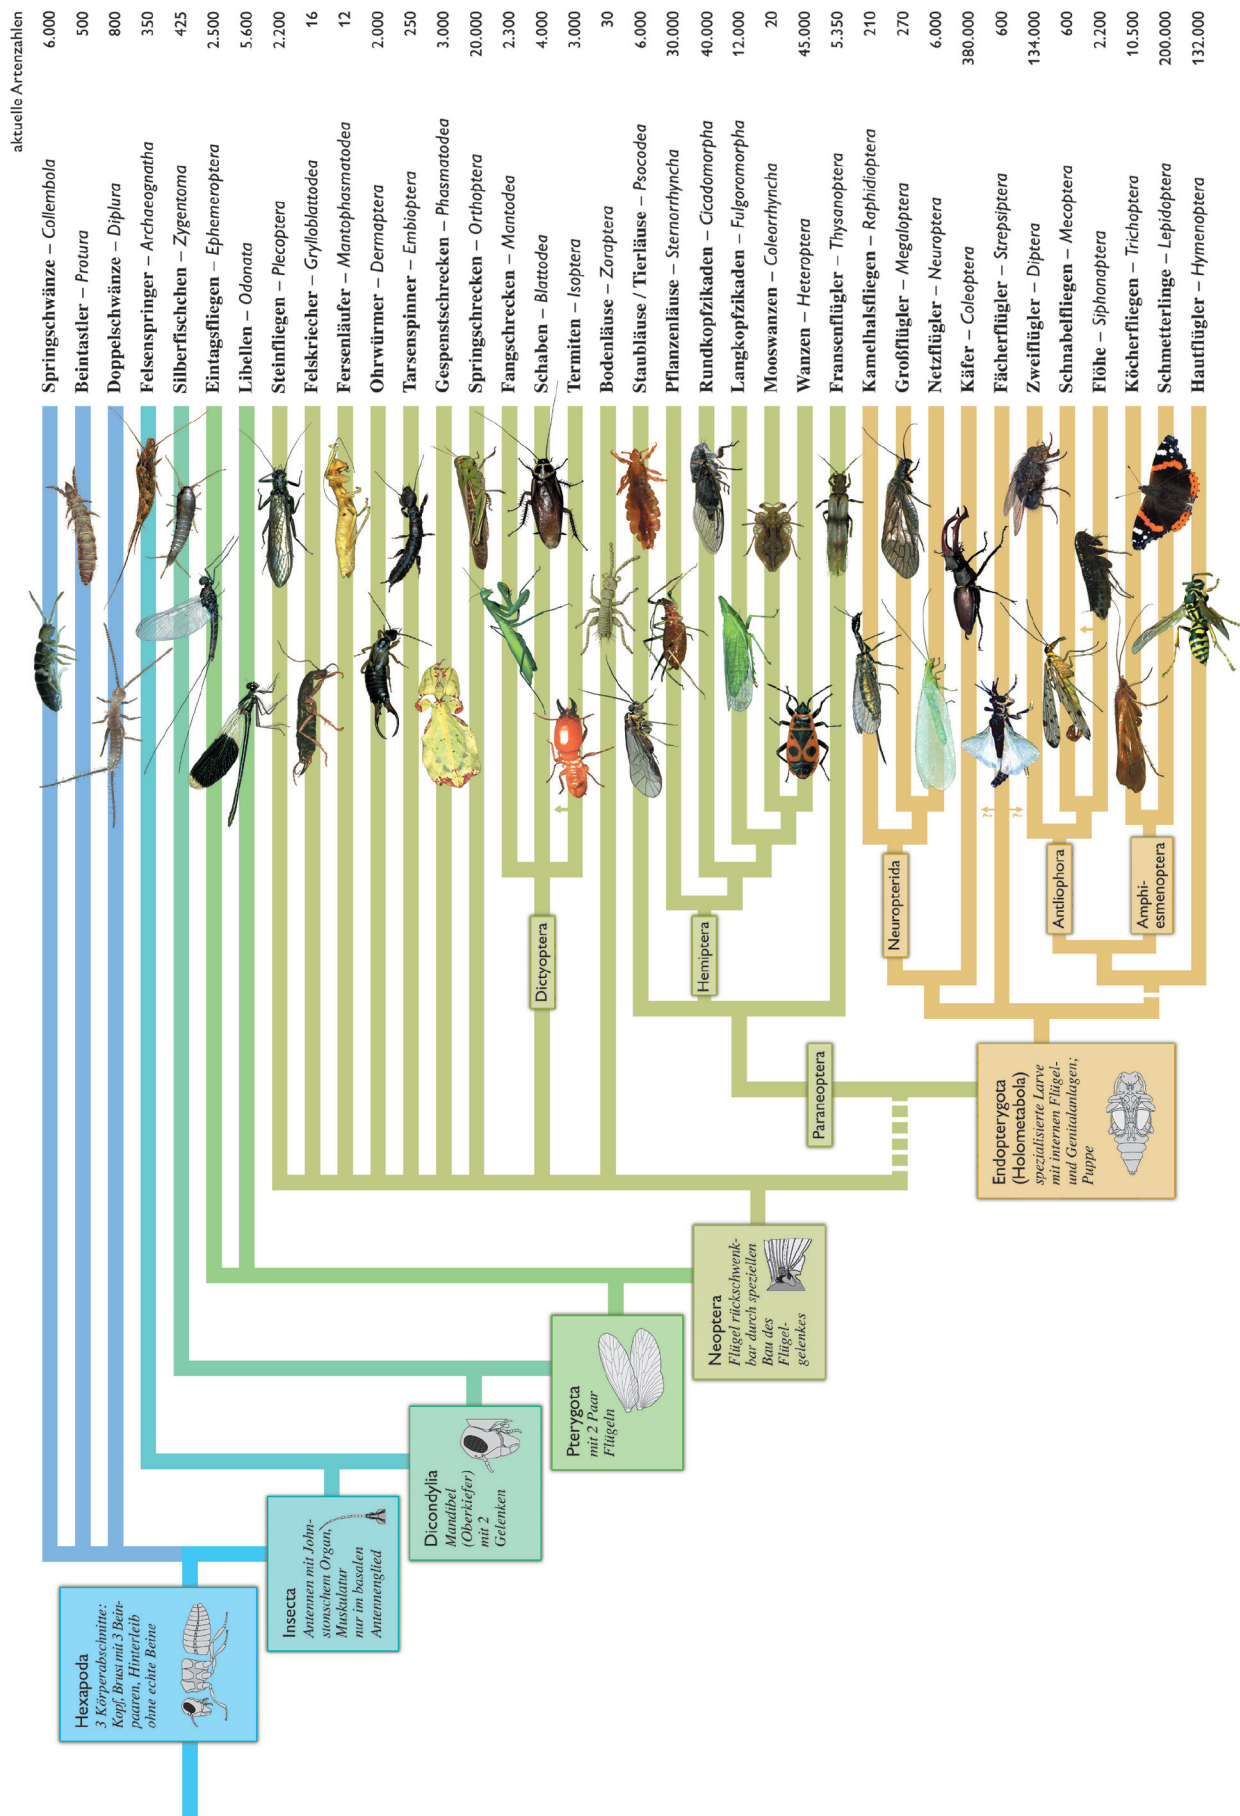 aktuelle Artenzahlen
Springschwänze – Collembola 6.000
Beintastler – Protura 500
Doppelschwänze – Diplura 800
Felsenspringer – Archaeognatha 350
Silberfischchen – Zygentoma 425
Eintagsfliegen – Ephemeroptera 2.500
Libellen – Odonata 5.600
Steinfliegen – Plecoptera 2.200
Felskriecher – Grylloblattodea 16
Fersenläufer – Mantophasmatodea 12
Ohrwürmer – Dermaptera 2.000
Tarsenspinner – Embioptera 250
Gespenstschrecken – Phasmatodea 3.000
Springschrecken – Orthoptera 20.000
Fangschrecken – Mantodea 2.300
Schaben – Blattodea 4.000
Termiten – Isoptera 3.000
Bodenläuse – Zoraptera 30
Staubläuse / Tierläuse – Psocodea 6.000
Pflanzenläuse – Sternorrhyncha 30.000
Rundkopfzikaden – Cicadomorpha 40.000
Langkopfzikaden – Fulgoromorpha 12.000
Mooswanzen – Coleorrhyncha 20
Wanzen – Heteroptera 45.000
Fransenflügler – Thysanoptera 5.350
Kamelhalsfliegen – Raphidioptera 210
Großflügler – Megaloptera 270
Netzflügler – Neuroptera 6.000
Käfer – Coleoptera 380.000
Fächerflügler – Strepsiptera 600
Zweiflügler – Diptera 134.000
Schnabelfliegen – Mecoptera 600
Flöhe – Siphonaptera 2.200
Köcherfliegen – Trichoptera 10.500
Schmetterlinge – Lepidoptera 200.000
Hautflügler – Hymenoptera 132.000
?
?
Dictyoptera
Hemiptera
Neuropterida
Antliophora
Amphi-
esmenoptera
Paraneoptera
Endopterygota
(Holometabola)
spezialisierte Larve
mit internen Flügel-
und Genitalanlagen;
Puppe
Neoptera
Flügel rückschwenk-
bar durch speziellen
Bau des
Flügel-
gelenkes
Pterygota
mit 2 Paar
Flügeln
Dicondylia
Mandibel
(Oberkiefer)
mit 2
Gelenken
Insecta
Antennen mit John-
stonschem Organ,
Muskulatur
nur im basalen
Antennenglied
Hexapoda
3 Körperabschnitte:
Kopf, Brust mit 3 Bein-
paaren, Hinterleib
ohne echte Beine